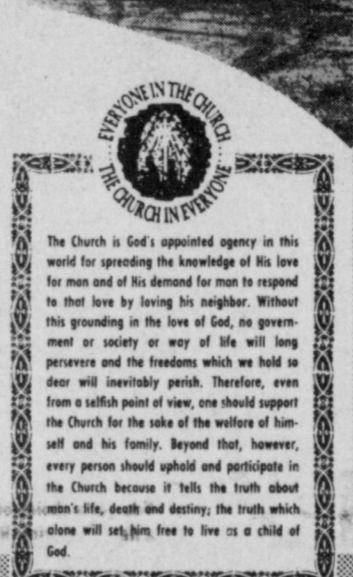 EVERYONE IN THE CHURCH
THE CHURCH IN EVERYONE
The Church is God's appointed agency in this
world for spreading the knowledge of His love
for man and of His demand for man to respond
to that love by loving his neighbor. Without
this grounding in the love of God, no govern-
ment or society or way of life will long
persevere and the freedoms which we hold so
dear will inevitably perish. Therefore, even
from a selfish point of view, one should support
the Church for the sake of the welfare of him-
self and his family. Beyond that, however,
every person should uphold and participate in
the Church because it tells the truth about
man's life, death and destiny; the truth which
alone will set him free to live as a child of
God.